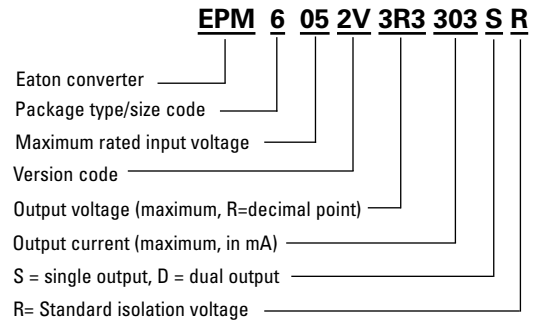 EPM 6 05 2V 3R3 303 S R
Eaton converter
Package type/size code
Maximum rated input voltage
Version code
Output voltage (maximum, R=decimal point)
Output current (maximum, in mA)
S = single output, D = dual output
R= Standard isolation voltage